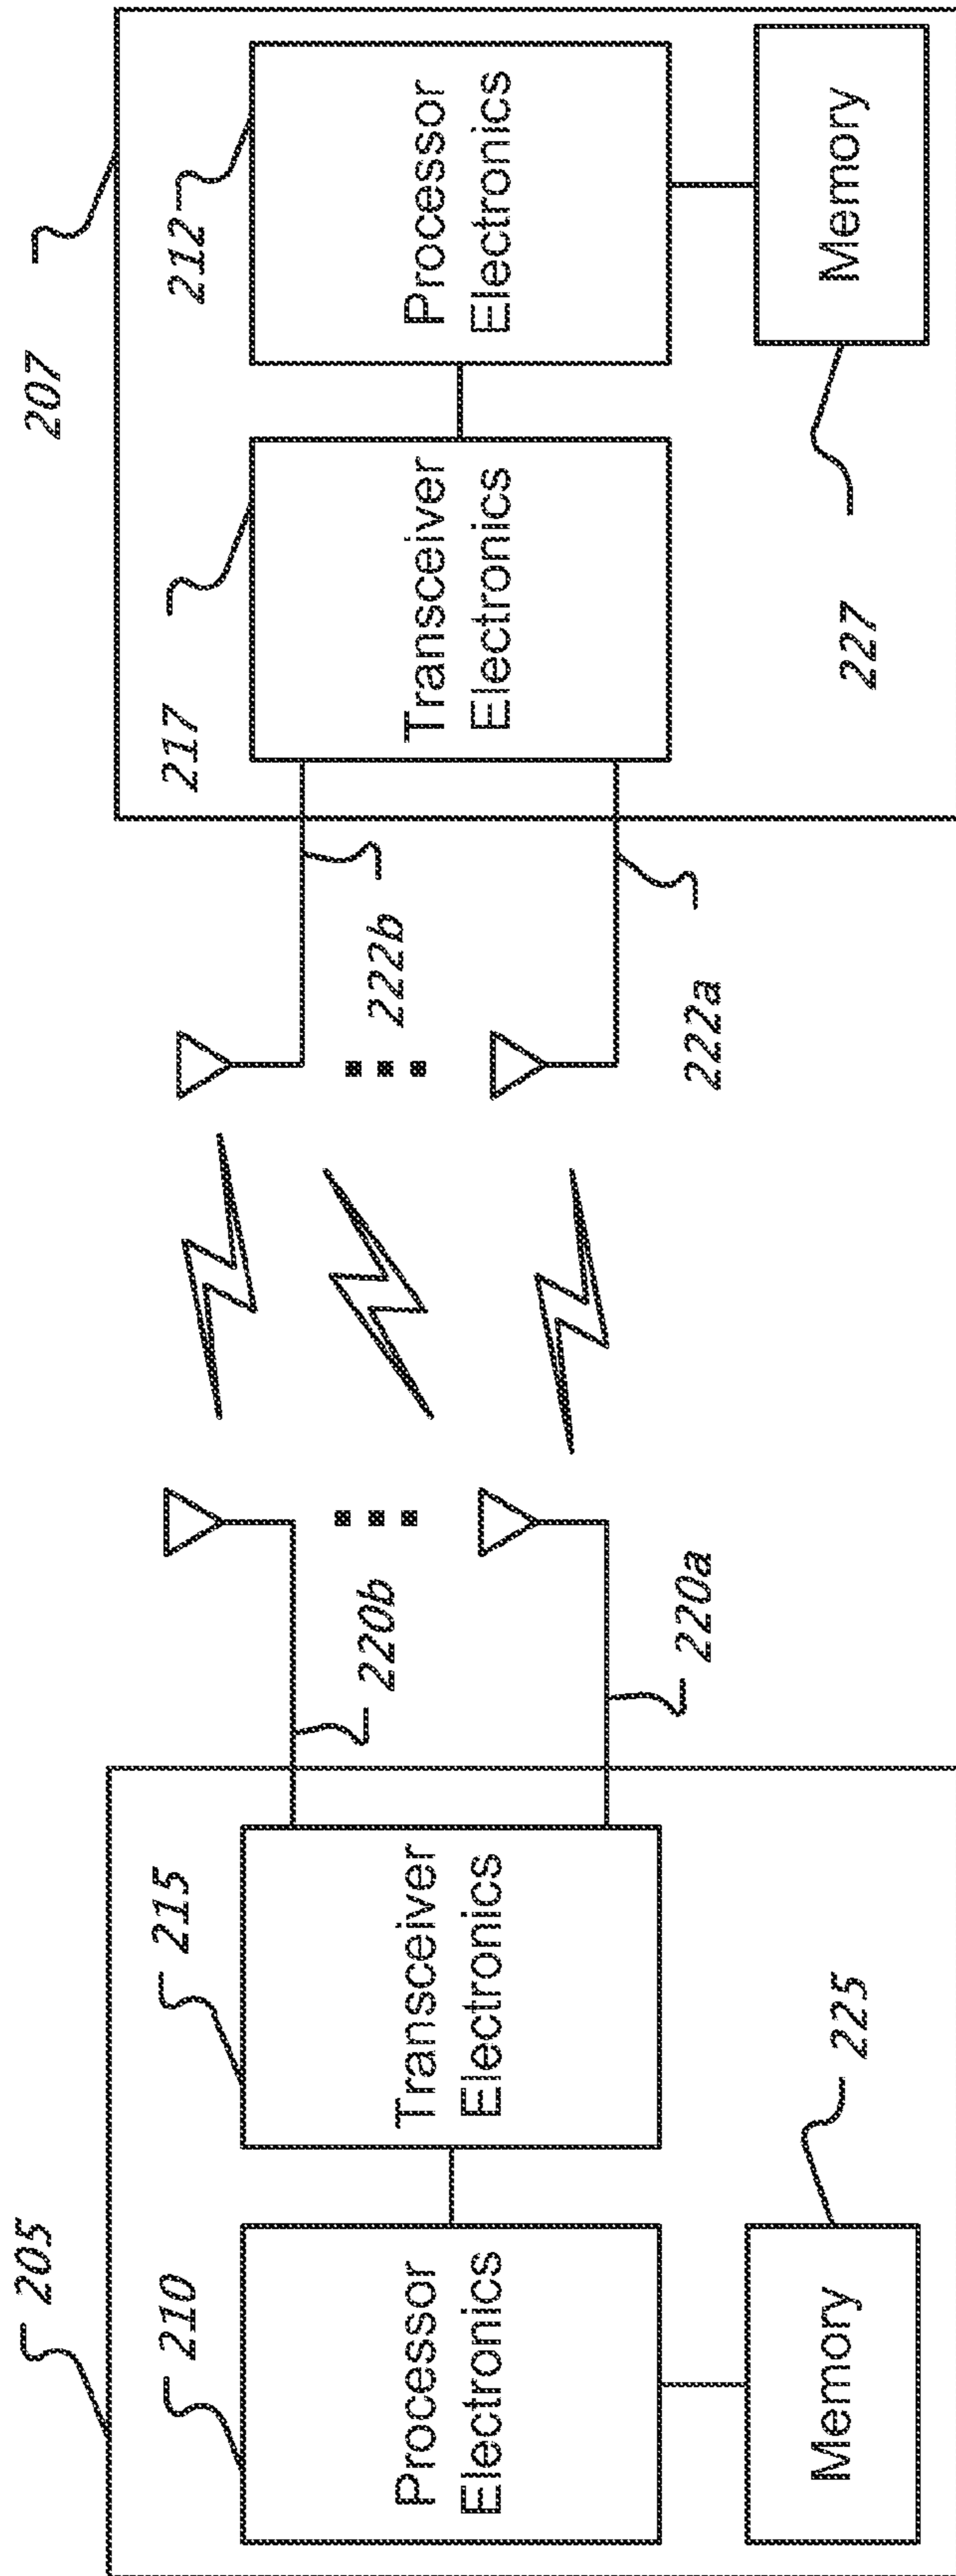 205
210
Processor
Electronics
215
Transceiver
Electronics
Memory
225
220b
220a
222b
222a
207
217
Transceiver
Electronics
212
Processor
Electronics
227
Memory